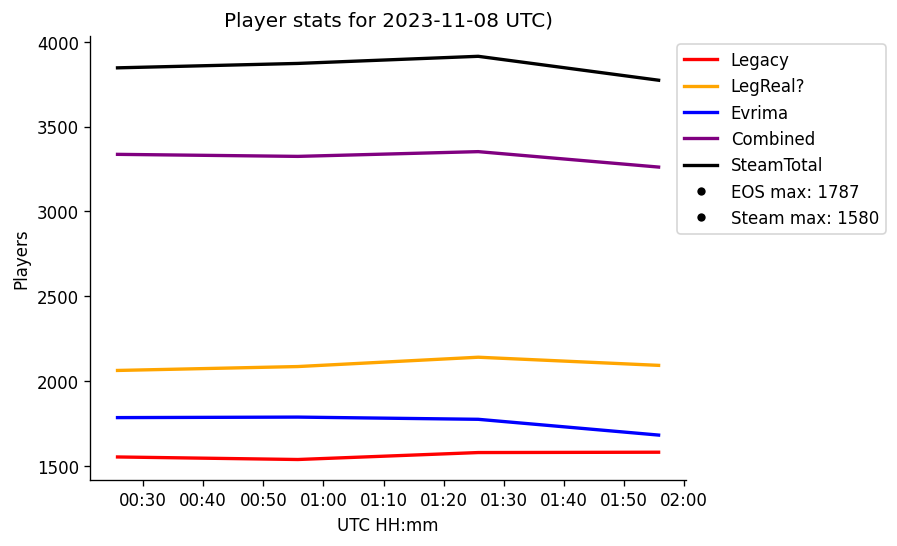 Player stats for 2023-11-08 UTC)
4000
3500
3000
2500
2000
1500
Players
00:30 00:40 00:50 01:00 01:10 01:20 01:30 01:40 01:50 02:00
UTC HH:mm
Legacy
LegReal?
Evrima
Combined
SteamTotal
EOS max: 1787
Steam max: 1580